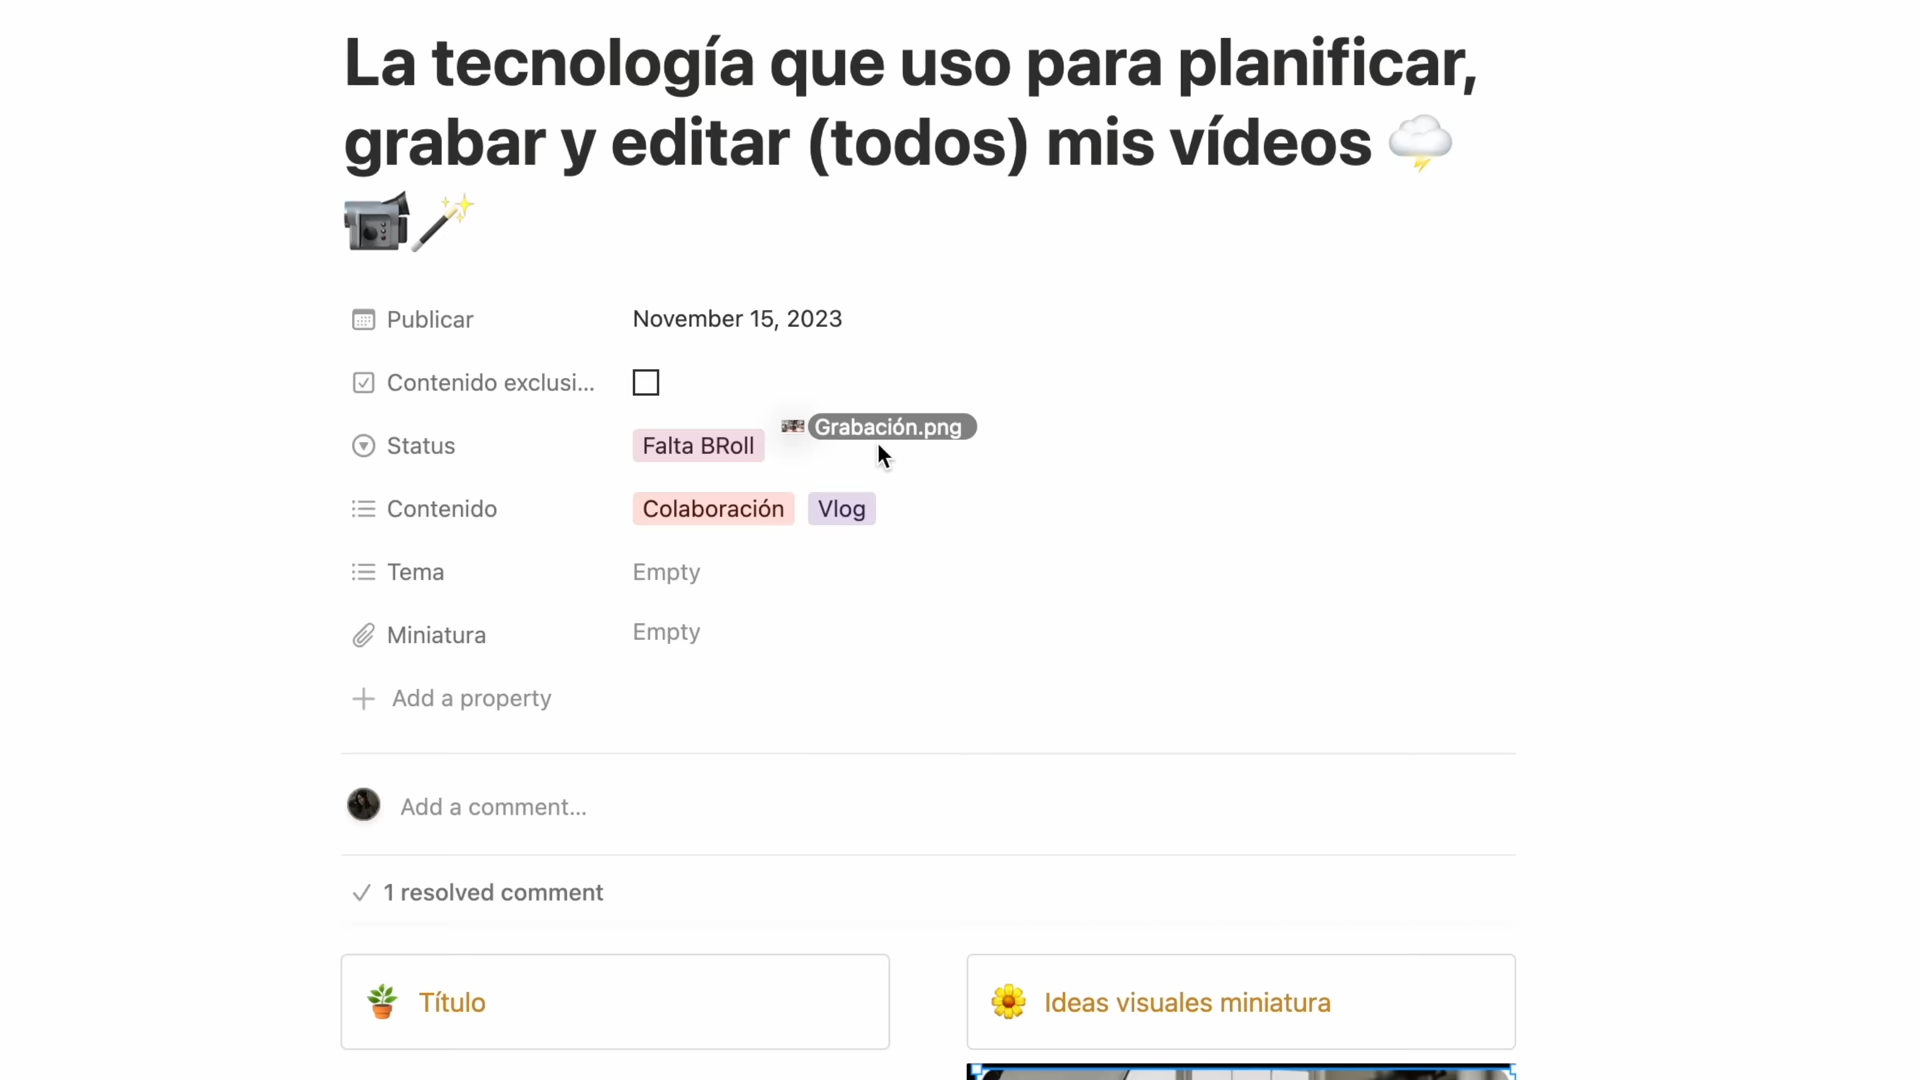 La tecnología que uso para planificar,
grabar y editar (todos) mis vídeos 🌩️
📹🪄
Publicar November 15, 2023
Contenido exclusi...
Grabación.png
Status Falta BRoll
Contenido Colaboración Vlog
Tema Empty
Miniatura Empty
Add a property
Add a comment...
1 resolved comment
Título
Ideas visuales miniatura